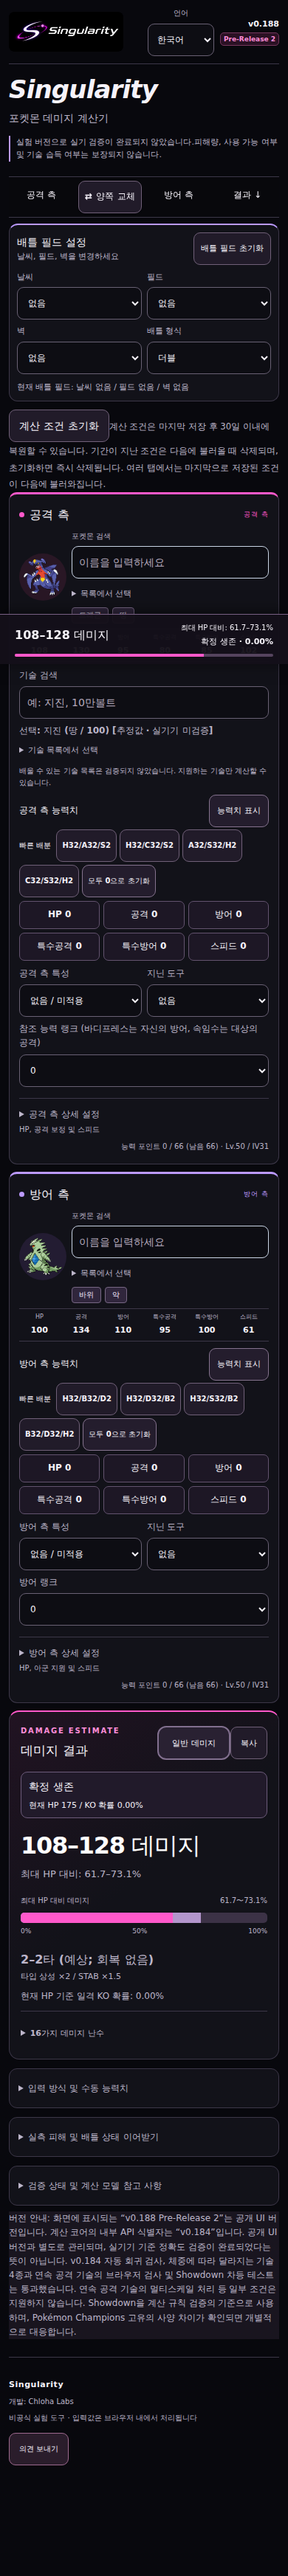 Singularity
언어
한국어
v0.188
Pre-Release 2
Singularity
포켓몬 데미지 계산기
실험 버전으로 실기 검증이 완료되지 않았습니다.피해량, 사용 가능 여부
및 기술 습득 여부는 보장되지 않습니다.
공격 측
⇄ 양측 교체
방어 측
결과 ↓
배틀 필드 설정
날씨, 필드, 벽을 변경하세요
배틀 필드 초기화
날씨
필드
없음
없음
벽
배틀 형식
없음
더블
현재 배틀 필드: 날씨 없음 / 필드 없음 / 벽 없음
계산 조건 초기화
계산 조건은 마지막 저장 후 30일 이내에
복원할 수 있습니다. 기간이 지난 조건은 다음에 불러올 때 삭제되며,
초기화하면 즉시 삭제됩니다. 여러 탭에서는 마지막으로 저장된 조건
이 다음에 불러와집니다.
공격 측
공격 측
포켓몬 검색
이름을 입력하세요
▶ 목록에서 선택
108–128 데미지
최대 HP 대비: 61.7–73.1%
확정 생존 · 0.00%
기술 검색
예: 지진, 10만볼트
선택: 지진 (땅 / 100) [추정값 · 실기기 미검증]
▶ 기술 목록에서 선택
배울 수 있는 기술 목록은 검증되지 않았습니다. 지원하는 기술만 계산할 수
있습니다.
공격 측 능력치
능력치 표시
빠른 배분
H32/A32/S2
H32/C32/S2
A32/S32/H2
C32/S32/H2
모두 0으로 초기화
HP 0
공격 0
방어 0
특수공격 0
특수방어 0
스피드 0
공격 측 특성
지닌 도구
없음 / 미적용
없음
참조 능력 랭크 (바디프레스는 자신의 방어, 속임수는 대상의
공격)
0
▶ 공격 측 상세 설정
HP, 공격 보정 및 스피드
능력 포인트 0 / 66 (남음 66) · Lv.50 / IV31
방어 측
방어 측
포켓몬 검색
이름을 입력하세요
▶ 목록에서 선택
바위
악
HP
공격
방어
특수공격
특수방어
스피드
100
134
110
95
100
61
방어 측 능력치
능력치 표시
빠른 배분
H32/B32/D2
H32/D32/B2
H32/S32/B2
B32/D32/H2
모두 0으로 초기화
HP 0
공격 0
방어 0
특수공격 0
특수방어 0
스피드 0
방어 측 특성
지닌 도구
없음 / 미적용
없음
방어 랭크
0
▶ 방어 측 상세 설정
HP, 아군 지원 및 스피드
능력 포인트 0 / 66 (남음 66) · Lv.50 / IV31
DAMAGE ESTIMATE
데미지 결과
일반 데미지
복사
확정 생존
현재 HP 175 / KO 확률 0.00%
108–128 데미지
최대 HP 대비: 61.7–73.1%
최대 HP 대비 데미지
61.7~73.1%
0%
50%
100%
2–2타 (예상; 회복 없음)
타입 상성 ×2 / STAB ×1.5
현재 HP 기준 일격 KO 확률: 0.00%
▶ 16가지 데미지 난수
▶ 입력 방식 및 수동 능력치
▶ 실측 피해 및 배틀 상태 이어받기
▶ 검증 상태 및 계산 모델 참고 사항
버전 안내: 화면에 표시되는 “v0.188 Pre-Release 2”는 공개 UI 버
전입니다. 계산 코어의 내부 API 식별자는 “v0.184”입니다. 공개 UI
버전과 별도로 관리되며, 실기기 기준 정확도 검증이 완료되었다는
뜻이 아닙니다. v0.184 자동 회귀 검사, 체중에 따라 달라지는 기술
4종과 연속 공격 기술의 브라우저 검사 및 Showdown 차등 테스트
는 통과했습니다. 연속 공격 기술의 멀티스케일 처리 등 일부 조건은
지원하지 않습니다. Showdown을 계산 규칙 검증의 기준으로 사용
하며, Pokémon Champions 고유의 사양 차이가 확인되면 개별적
으로 대응합니다.
Singularity
개발: Chloha Labs
비공식 실험 도구 · 입력값은 브라우저 내에서 처리됩니다
의견 보내기